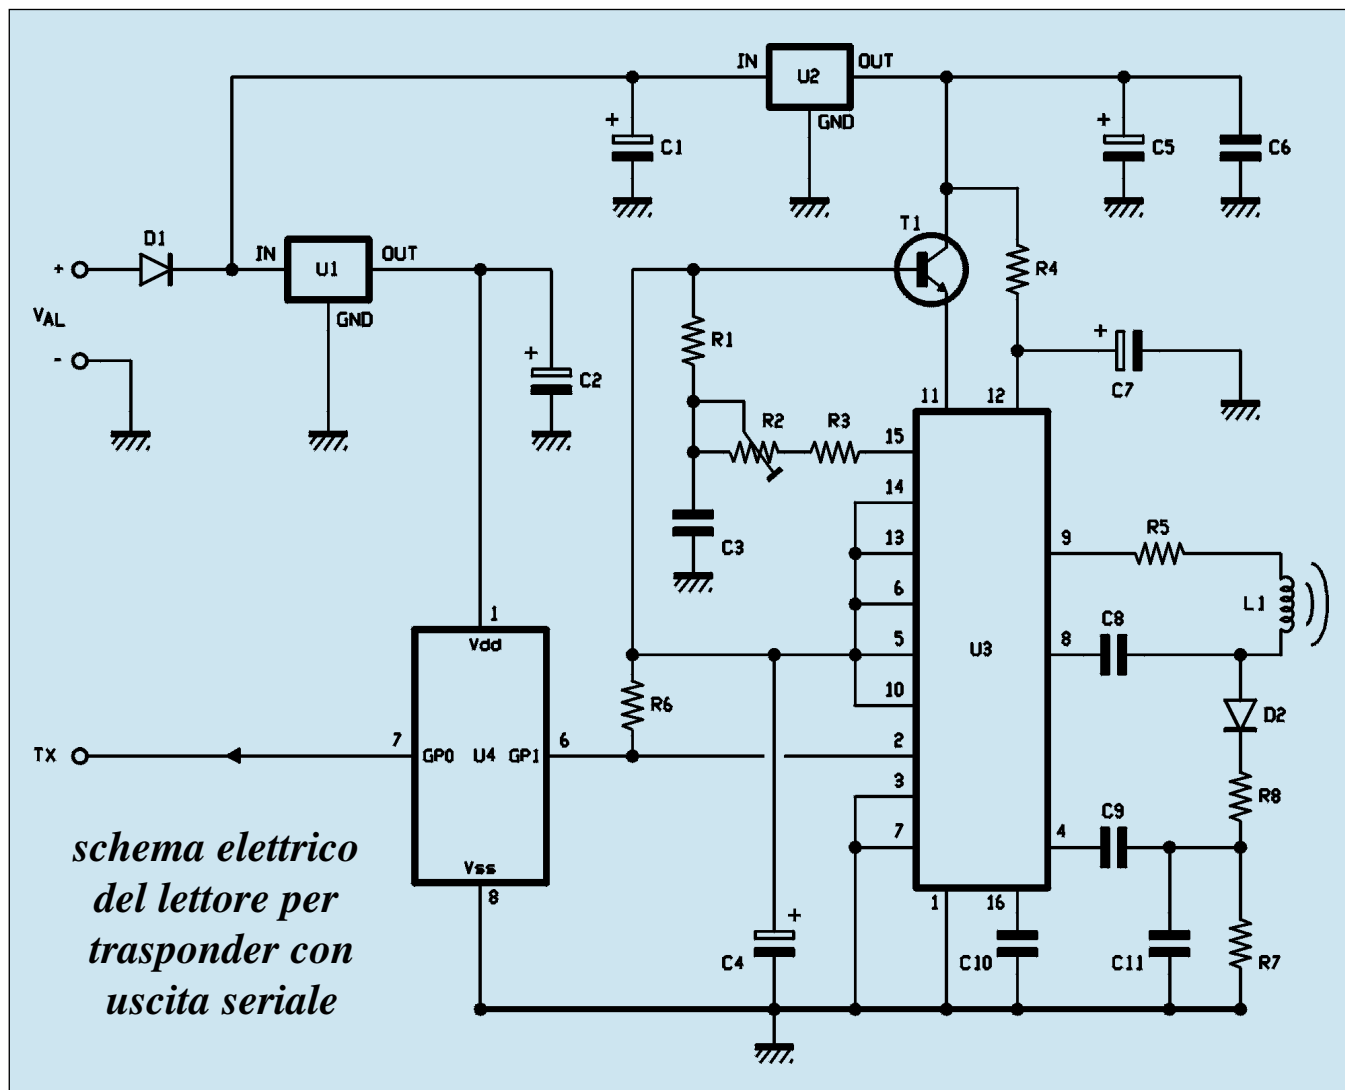 IN U2 OUT
GND
+ C1
+ C5
C6
D1
T1
+ IN U1 OUT
R4
VAL
GND
R1
+ C2
+ C7
-
11 12
R2 R3 15
14
C3
13
9 R5
6
L1
1
Vdd
5
U3
8 C8
R6
10
D2
TX 7 GP0 U4 GP1 6
2
3
R8
7
4 C9
Vss
8
1 16
+ C4
C10
C11
R7
schema elettrico
del lettore per
trasponder con
uscita seriale